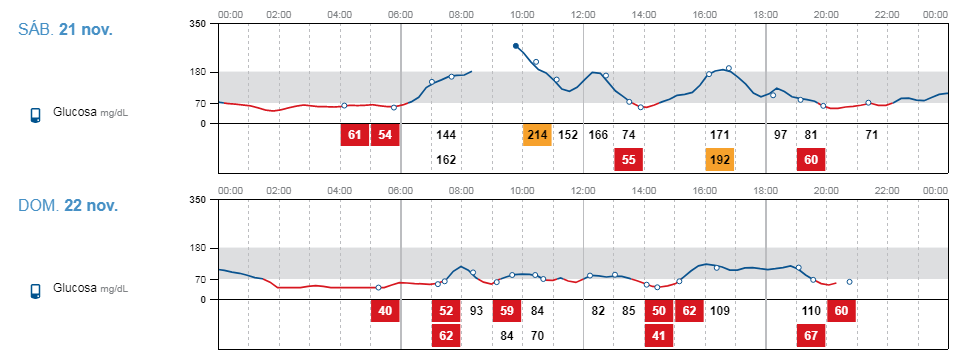 00:00 02:00 04:00 06:00 08:00 10:00 12:00 14:00 16:00 18:00 20:00 22:00 00:00
SÁB. 21 nov.
350
180
70
0
Glucosa mg/dL
61 54 144 214 152 166 74 171 97 81 71
162 55 192 60
00:00 02:00 04:00 06:00 08:00 10:00 12:00 14:00 16:00 18:00 20:00 22:00 00:00
DOM. 22 nov.
350
180
70
0
Glucosa mg/dL
40 52 93 59 84 82 85 50 62 109 110 60
62 84 70 41 67